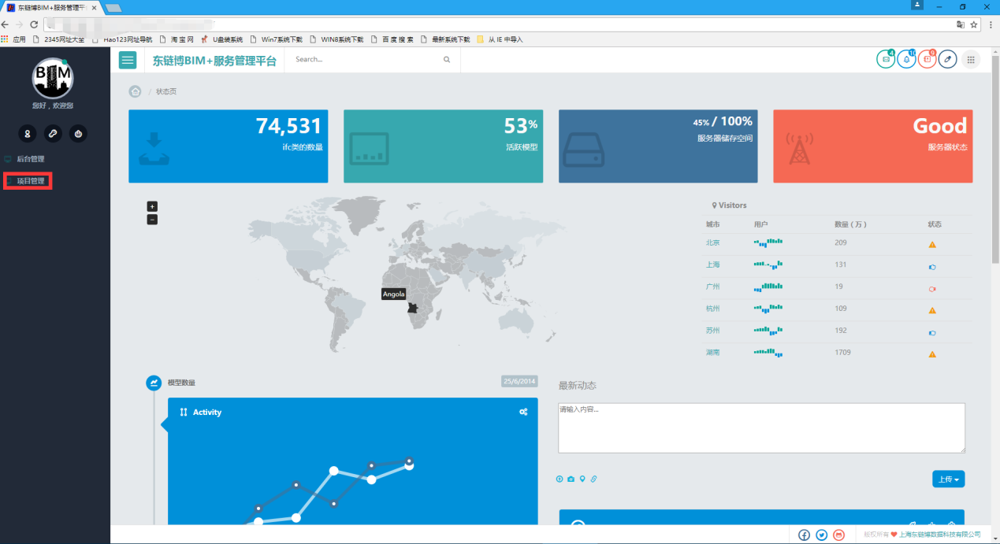 东链博BIM+服务管理平
应用 2345网址大全 Hao123网址导航 淘 宝 网 U盘装系统 Win7系统下载 WIN8系统下载 百 度 搜 索 最新系统下载 从 IE 中导入
BIM
您好，欢迎您
后台管理
项目管理
东链博BIM+服务管理平台
Search...
4
9
/ 状态页
74,531
ifc类的数量
53%
活跃模型
45% / 100%
服务器储存空间
Good
服务器状态
+
−
Angola
Visitors
城市 用户 数量 ( 万 ) 状态
北京 209
上海 131
广州 19
杭州 109
苏州 192
湖南 1709
模型数量
25/6/2014
Activity
最新动态
请输入内容...
上传
版权所有 ❤ 上海东链博数据科技有限公司